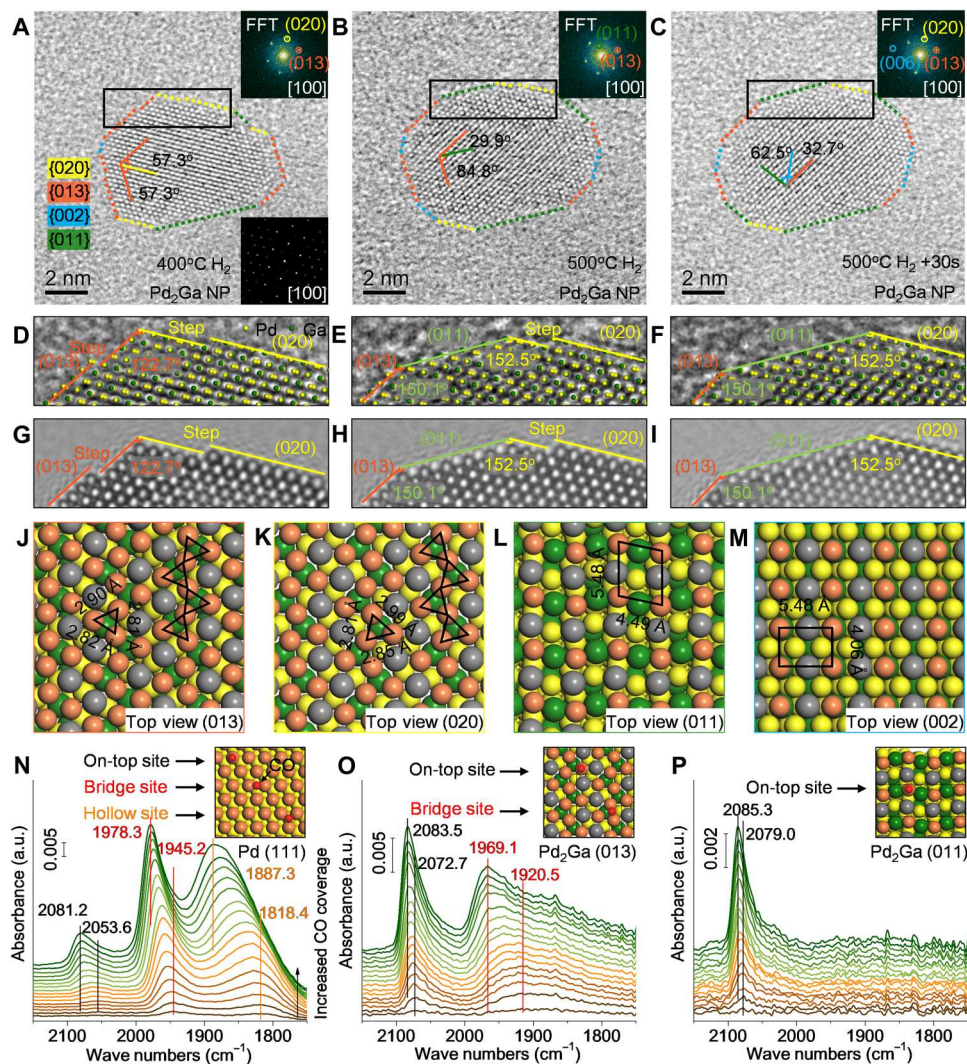 A
FFT
(020)
(013)
[100]
57.3°
57.3°
{020}
{013}
{002}
{011}
400°C H₂
2 nm
Pd₂Ga NP
[100]
B
FFT
(011)
(013)
[100]
29.9°
84.8°
500°C H₂
2 nm
Pd₂Ga NP
C
FFT
(020)
(006)
(013)
[100]
62.5°
32.7°
500°C H₂ +30s
2 nm
Pd₂Ga NP
D
Step
Pd
Ga
(013)
Step
(020)
122.7°
E
(011)
Step
(020)
(013)
152.5°
150.1°
F
(011)
(020)
(013)
152.5°
150.1°
G
Step
Step
(020)
(013)
122.7°
H
(011)
Step
(020)
(013)
152.5°
150.1°
I
(011)
(020)
(013)
152.5°
150.1°
J
2.90 Å
2.81 Å
2.82 Å
Top view (013)
K
2.81 Å
2.99 Å
2.85 Å
Top view (020)
L
5.48 Å
4.49 Å
Top view (011)
M
5.48 Å
4.06 Å
Top view (002)
N
On-top site
Bridge site
Hollow site
CO
Pd (111)
0.005
1978.3
1945.2
1887.3
1818.4
2081.2
2053.6
Absorbance (a.u.)
Increased CO coverage
2100 2000 1900 1800
Wave numbers (cm⁻¹)
O
On-top site
Bridge site
Pd₂Ga (013)
0.005
2083.5
2072.7
1969.1
1920.5
Absorbance (a.u.)
2100 2000 1900 1800
Wave numbers (cm⁻¹)
P
On-top site
Pd₂Ga (011)
0.002
2085.3
2079.0
Absorbance (a.u.)
2100 2000 1900 1800
Wave numbers (cm⁻¹)